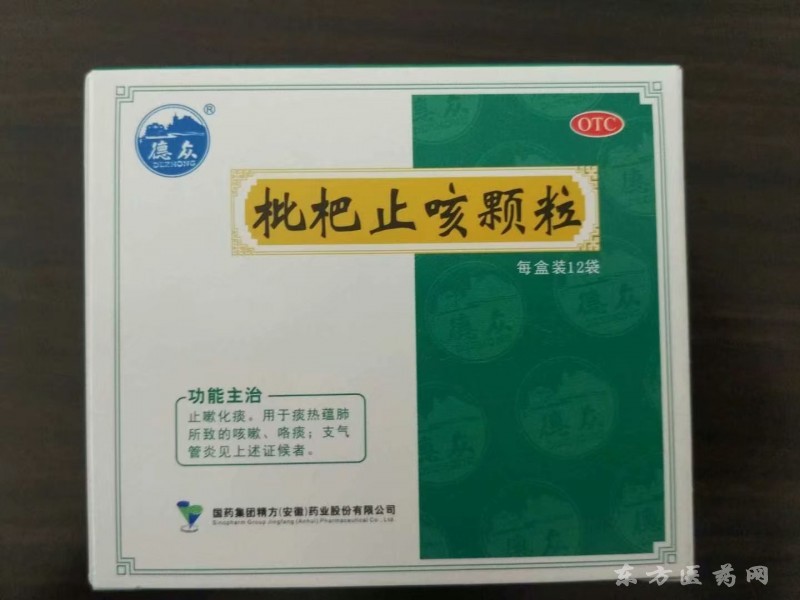 德众
DEZHONG
®
OTC
枇杷止咳颗粒
每盒装12袋
功能主治
止嗽化痰。用于痰热蕴肺
所致的咳嗽、咯痰；支气
管炎见上述证候者。
国药集团精方(安徽)药业股份有限公司
Sinopharm Group Jingfang(Anhui) Pharmaceutical Co., Ltd.
东方医药网